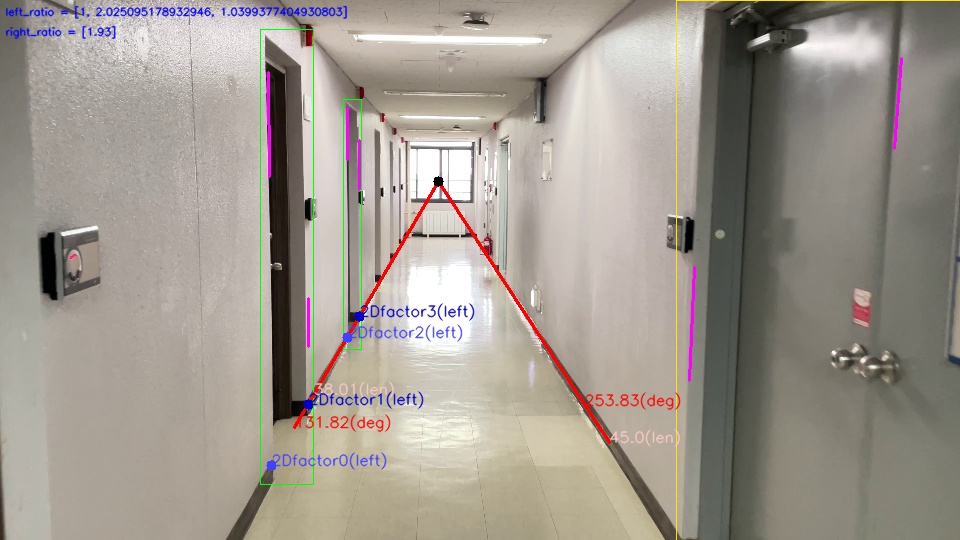 left_ratio = [1, 2.025095178932946, 1.0399377404930803]
right_ratio = [1.93]
2Dfactor3(left)
2Dfactor2(left)
38.01(len)
2Dfactor1(left)
253.83(deg)
131.82(deg)
45.0(len)
2Dfactor0(left)